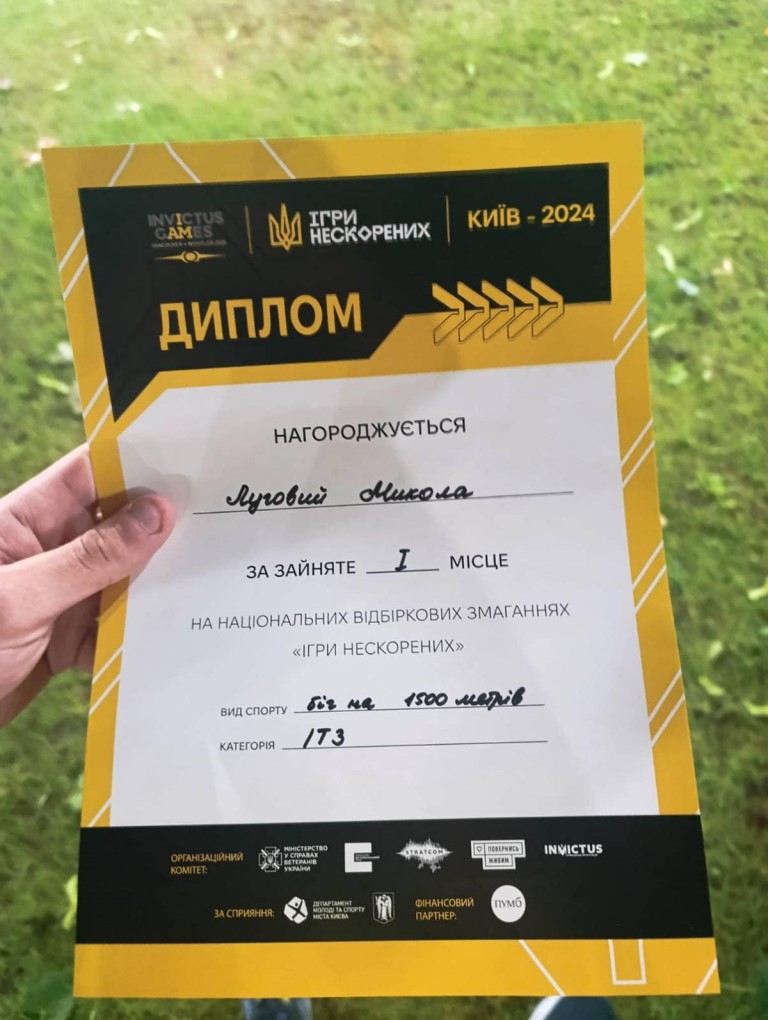 INVICTUS
GAMES
ІГРИ
НЕСКОРЕНИХ
КИЇВ - 2024
ДИПЛОМ
НАГОРОДЖУЄТЬСЯ
Луговий Микола
ЗА ЗАЙНЯТЕ I МІСЦЕ
НА НАЦІОНАЛЬНИХ ВІДБІРКОВИХ ЗМАГАННЯХ
«ІГРИ НЕСКОРЕНИХ»
ВИД СПОРТУ біг на 1500 метрів
КАТЕГОРІЯ IT3
ОРГАНІЗАЦІЙНИЙ
КОМІТЕТ:
МІНІСТЕРСТВО
У СПРАВАХ
ВЕТЕРАНІВ
УКРАЇНИ
STRATCOM
ПОВЕРНИСЬ
ЖИВИМ
INVICTUS
ЗА СПРИЯННЯ:
ДЕПАРТАМЕНТ
МОЛОДІ ТА СПОРТУ
МІСТА КИЄВА
ФІНАНСОВИЙ
ПАРТНЕР:
ПУМБ